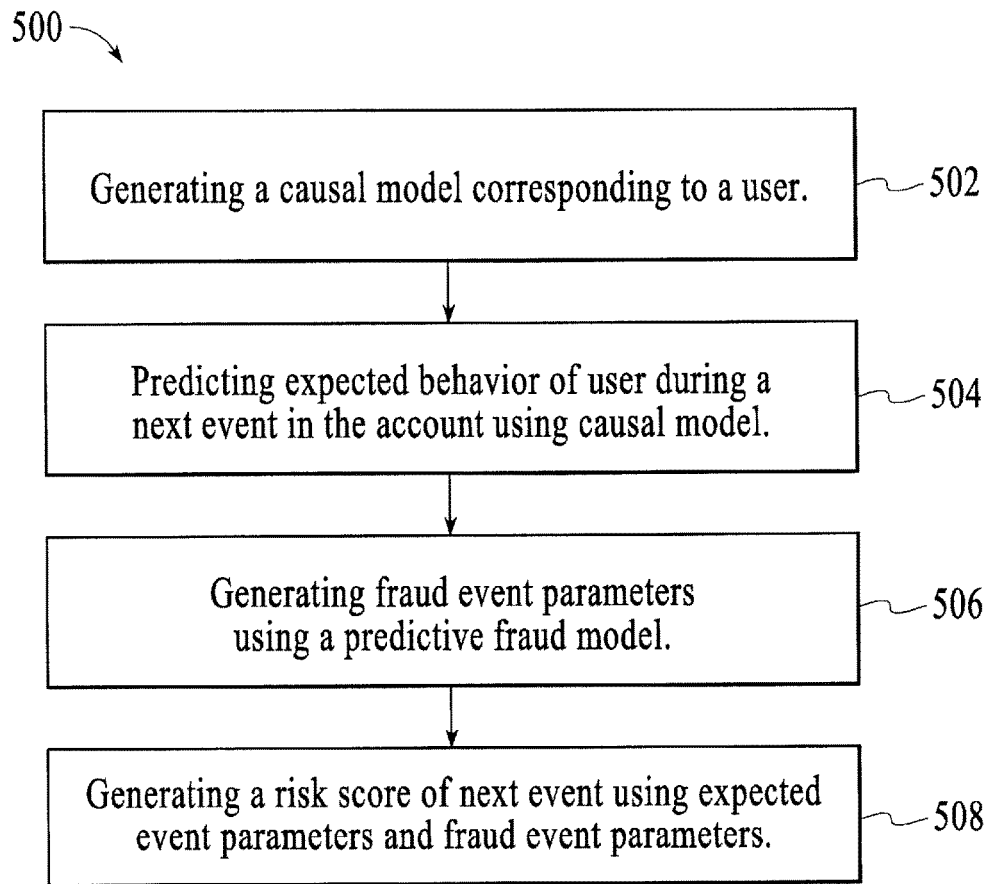 500
Generating a causal model corresponding to a user.
502
Predicting expected behavior of user during a
next event in the account using causal model.
504
Generating fraud event parameters
using a predictive fraud model.
506
Generating a risk score of next event using expected
event parameters and fraud event parameters.
508